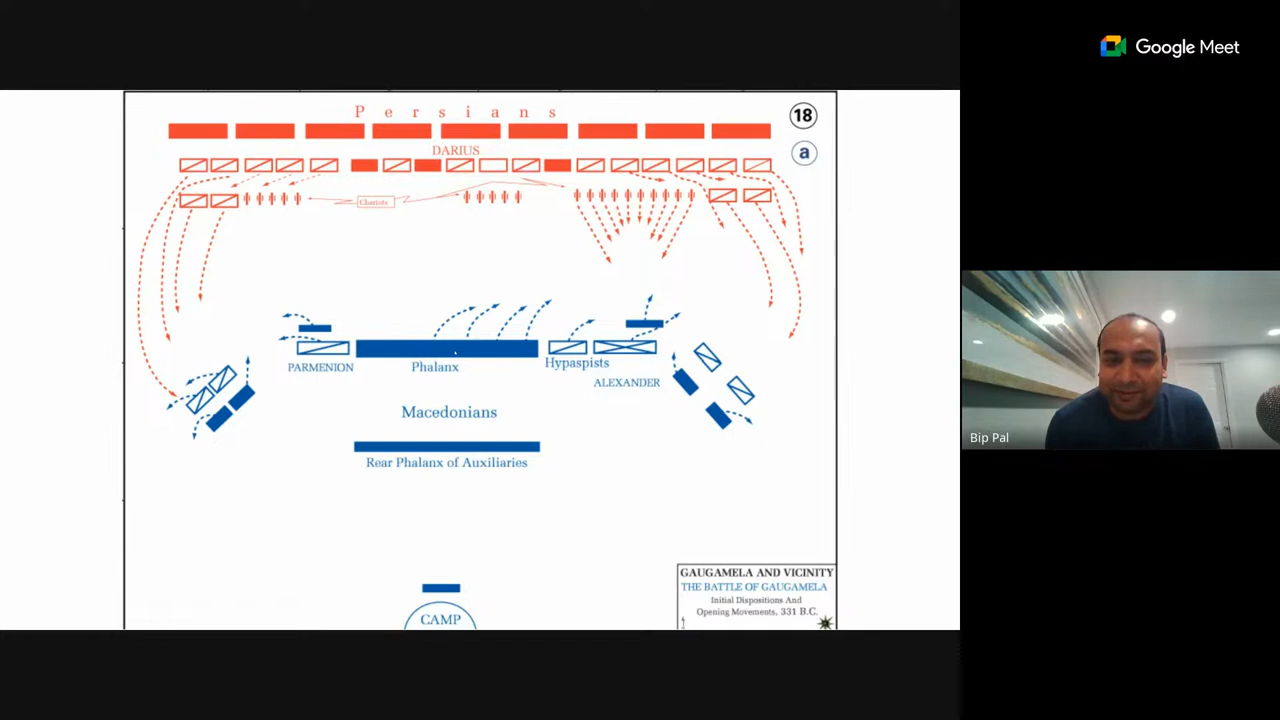 Google Meet
Persians
18
DARIUS
a
Chariots
PARMENION
Phalanx
Hypaspists
ALEXANDER
Macedonians
Rear Phalanx of Auxiliaries
Bip Pal
GAUGAMELA AND VICINITY
THE BATTLE OF GAUGAMELA
Initial Dispositions And
Opening Movements, 331 B.C.
CAMP